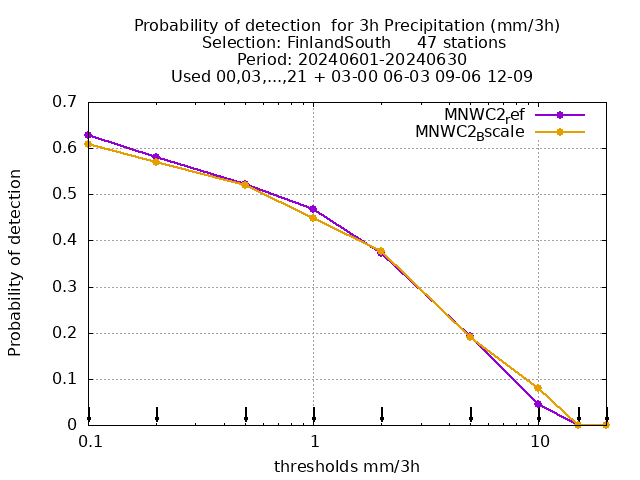 Probability of detection  for 3h Precipitation (mm/3h)
Selection: FinlandSouth     47 stations
Period: 20240601-20240630
Used 00,03,...,21 + 03-00 06-03 09-06 12-09
MNWC2ref
MNWC2Bscale
0.7
0.6
0.5
0.4
0.3
0.2
0.1
0
Probability of detection
0.1 1 10
thresholds mm/3h